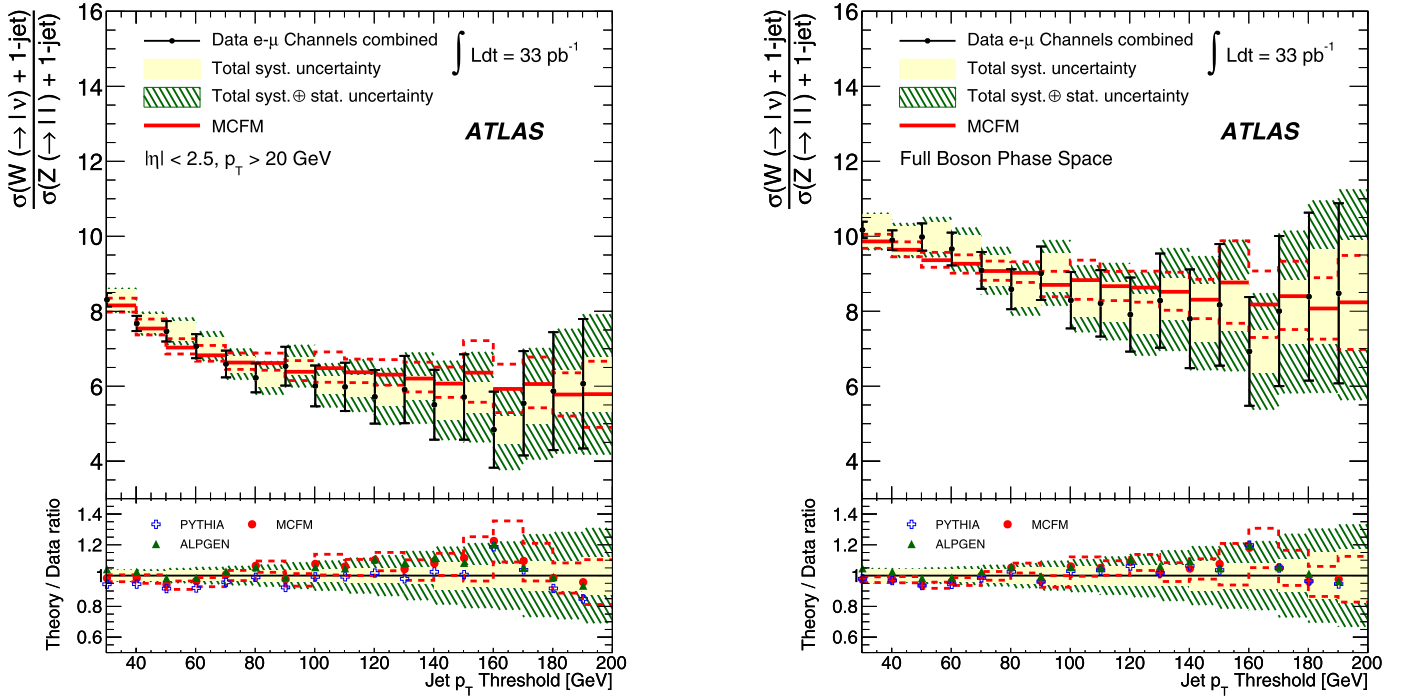 σ(W (→ l ν) + 1-jet)
σ(Z (→ l l) + 1-jet)
16
14
12
10
8
6
4
Data e-μ Channels combined
Total syst. uncertainty
Total syst.⊕ stat. uncertainty
MCFM
∫ Ldt = 33 pb⁻¹
ATLAS
|η| < 2.5, p_T > 20 GeV
Theory / Data ratio
1.4
1.2
1
0.8
0.6
PYTHIA MCFM
ALPGEN
40 60 80 100 120 140 160 180 200
Jet p_T Threshold [GeV]
σ(W (→ l ν) + 1-jet)
σ(Z (→ l l) + 1-jet)
16
14
12
10
8
6
4
Data e-μ Channels combined
Total syst. uncertainty
Total syst.⊕ stat. uncertainty
MCFM
∫ Ldt = 33 pb⁻¹
ATLAS
Full Boson Phase Space
Theory / Data ratio
1.4
1.2
1
0.8
0.6
PYTHIA MCFM
ALPGEN
40 60 80 100 120 140 160 180 200
Jet p_T Threshold [GeV]